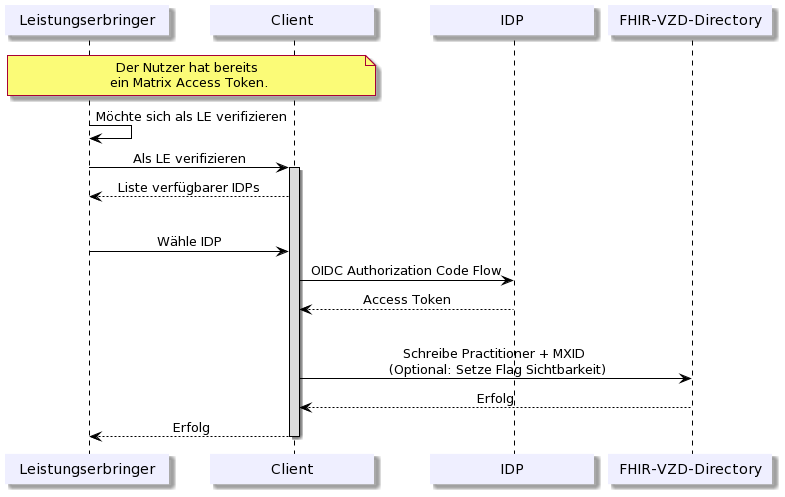 Leistungserbringer
Client
IDP
FHIR-VZD-Directory
Der Nutzer hat bereits
ein Matrix Access Token.
Möchte sich als LE verifizieren
Als LE verifizieren
Liste verfügbarer IDPs
Wähle IDP
OIDC Authorization Code Flow
Access Token
Schreibe Practitioner + MXID
(Optional: Setze Flag Sichtbarkeit)
Erfolg
Erfolg
Leistungserbringer
Client
IDP
FHIR-VZD-Directory